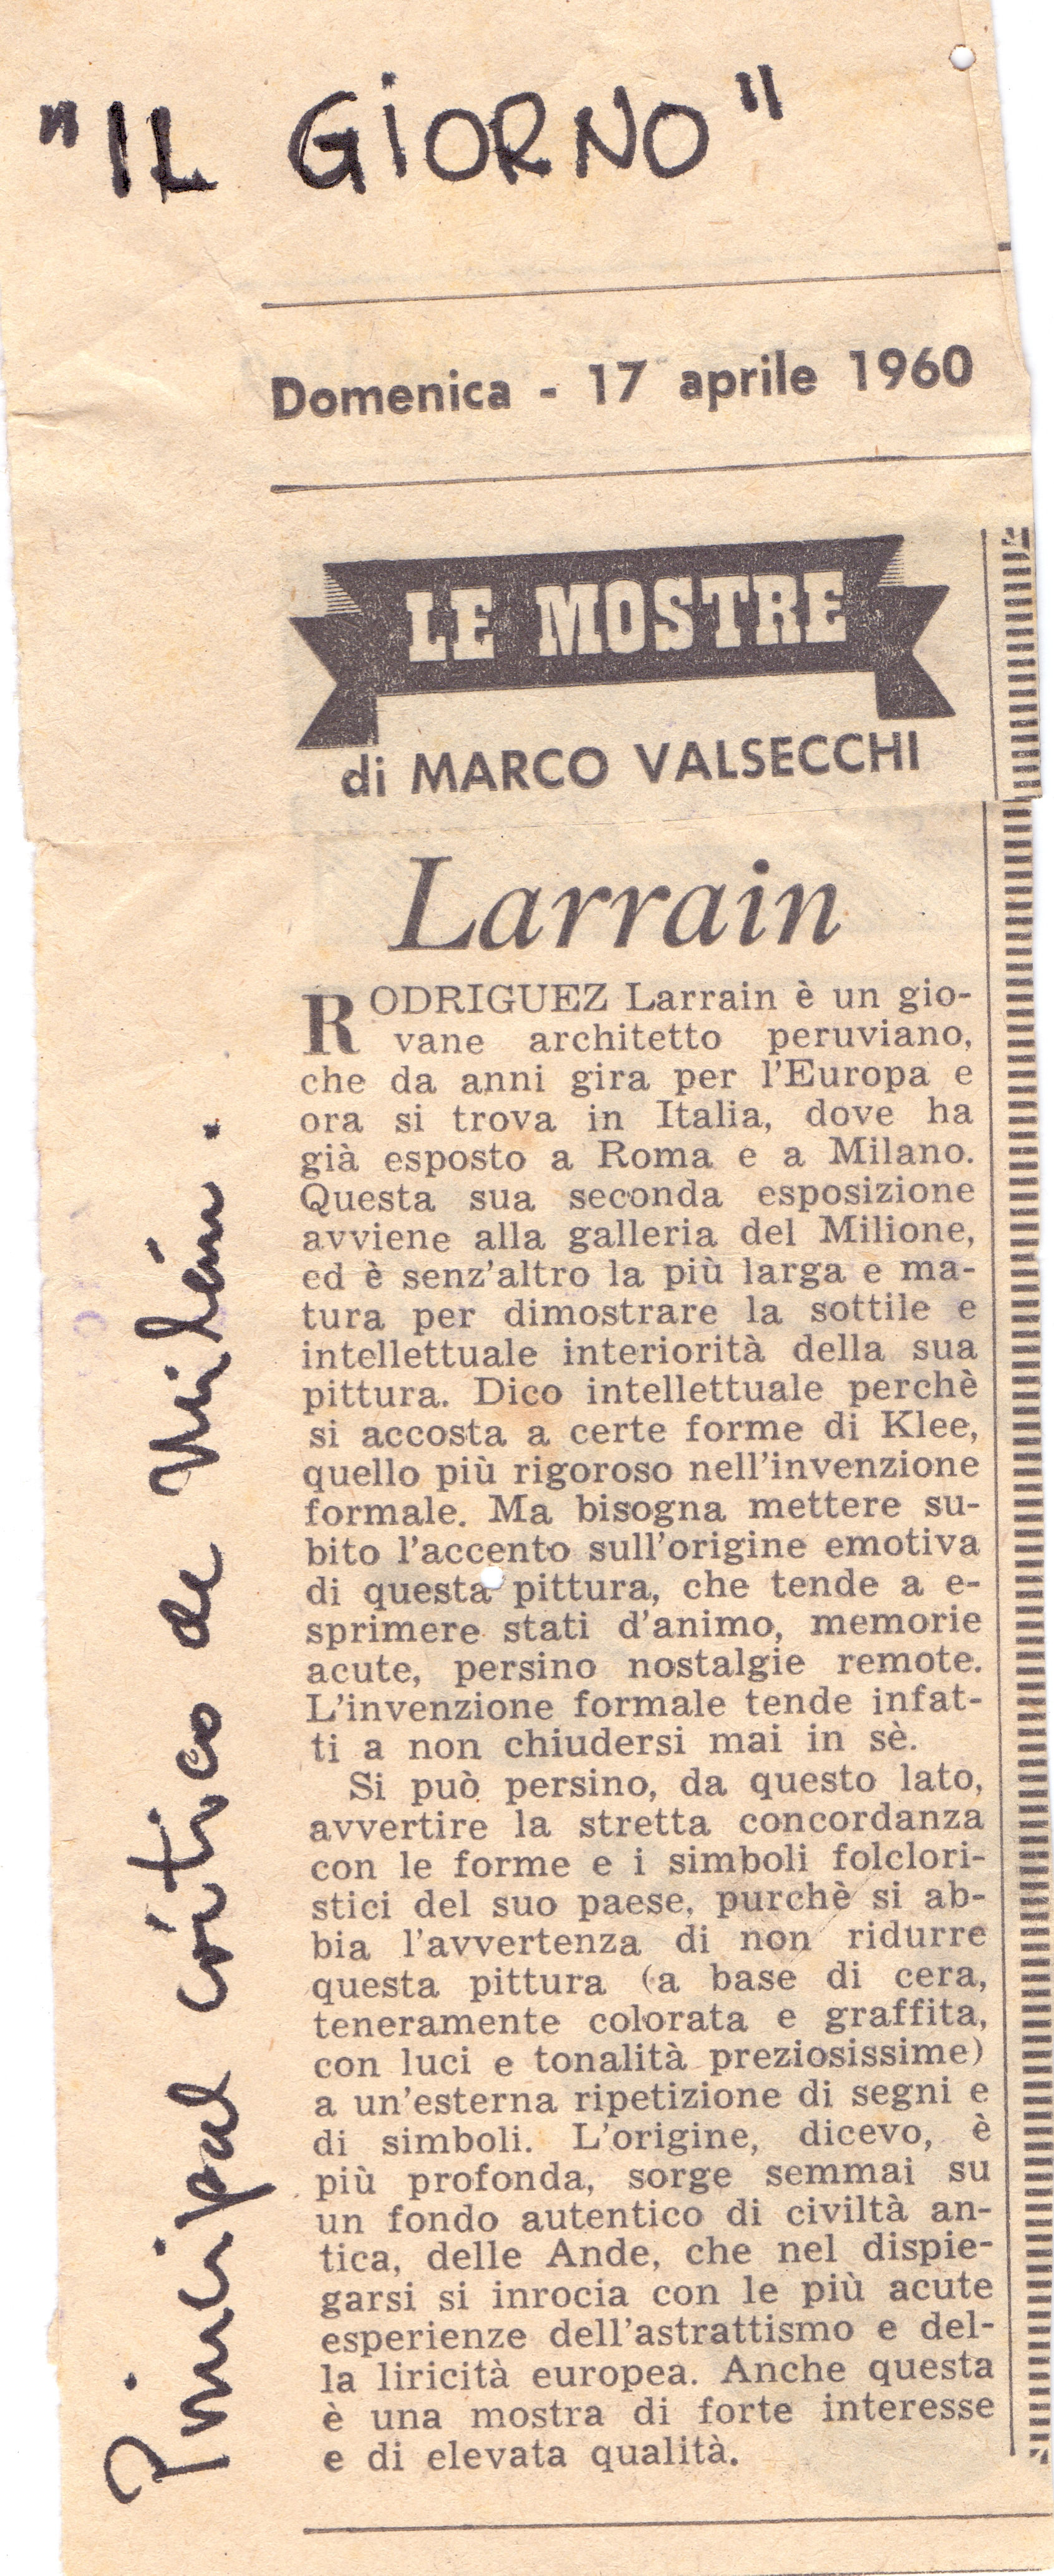 "IL GIORNO"
Domenica - 17 aprile 1960
LE MOSTRE
di MARCO VALSECCHI
Larrain
RODRIGUEZ Larrain è un gio-
vane architetto peruviano,
che da anni gira per l'Europa e
ora si trova in Italia, dove ha
già esposto a Roma e a Milano.
Questa sua seconda esposizione
avviene alla galleria del Milione,
ed è senz'altro la più larga e ma-
tura per dimostrare la sottile e
intellettuale interiorità della sua
pittura. Dico intellettuale perchè
si accosta a certe forme di Klee,
quello più rigoroso nell'invenzione
formale. Ma bisogna mettere su-
bito l'accento sull'origine emotiva
di questa pittura, che tende a e-
sprimere stati d'animo, memorie
acute, persino nostalgie remote.
L'invenzione formale tende infat-
ti a non chiudersi mai in sè.
Si può persino, da questo lato,
avvertire la stretta concordanza
con le forme e i simboli folclori-
stici del suo paese, purchè si ab-
bia l'avvertenza di non ridurre
questa pittura (a base di cera,
teneramente colorata e graffita,
con luci e tonalità preziosissime)
a un'esterna ripetizione di segni e
di simboli. L'origine, dicevo, è
più profonda, sorge semmai su
un fondo autentico di civiltà an-
tica, delle Ande, che nel dispie-
garsi si inrocia con le più acute
esperienze dell'astrattismo e del-
la liricità europea. Anche questa
è una mostra di forte interesse
e di elevata qualità.
Principal crítico de Milán.